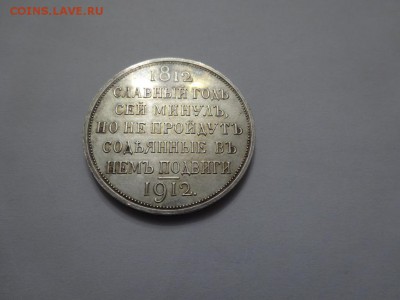 COINS.LAVE.RU
1812
СЛАВНЫЙ ГОДЪ
СЕЙ МИНУЛЪ,
НО НЕ ПРОЙДУТЪ
СОДѢЯННЫЕ ВЪ
НЕМЪ ПОДВИГИ
1912.